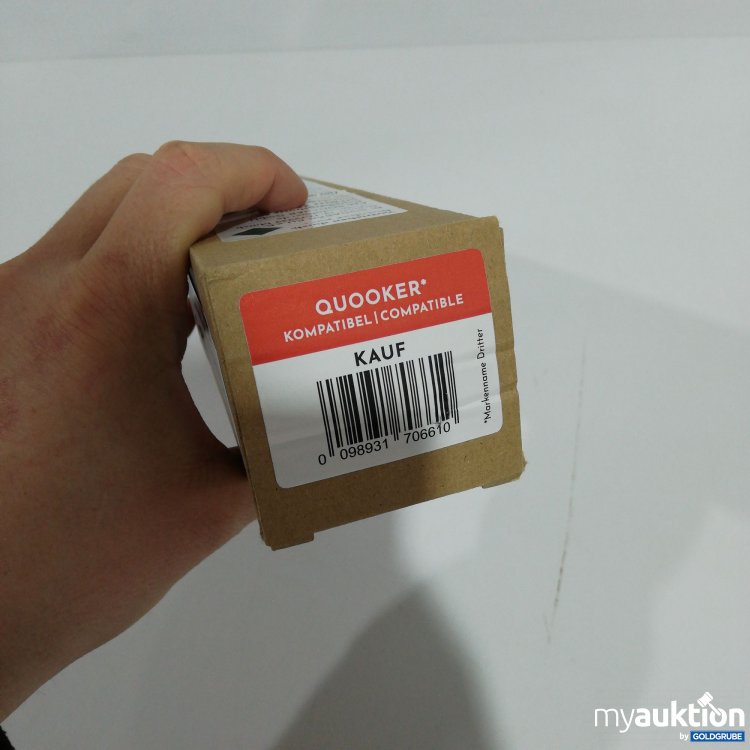 QUOOKER*
KOMPATIBEL|COMPATIBLE
KAUF
0 098931 706610
*Markenname Dritter
myauktion
by GOLDGRUBE